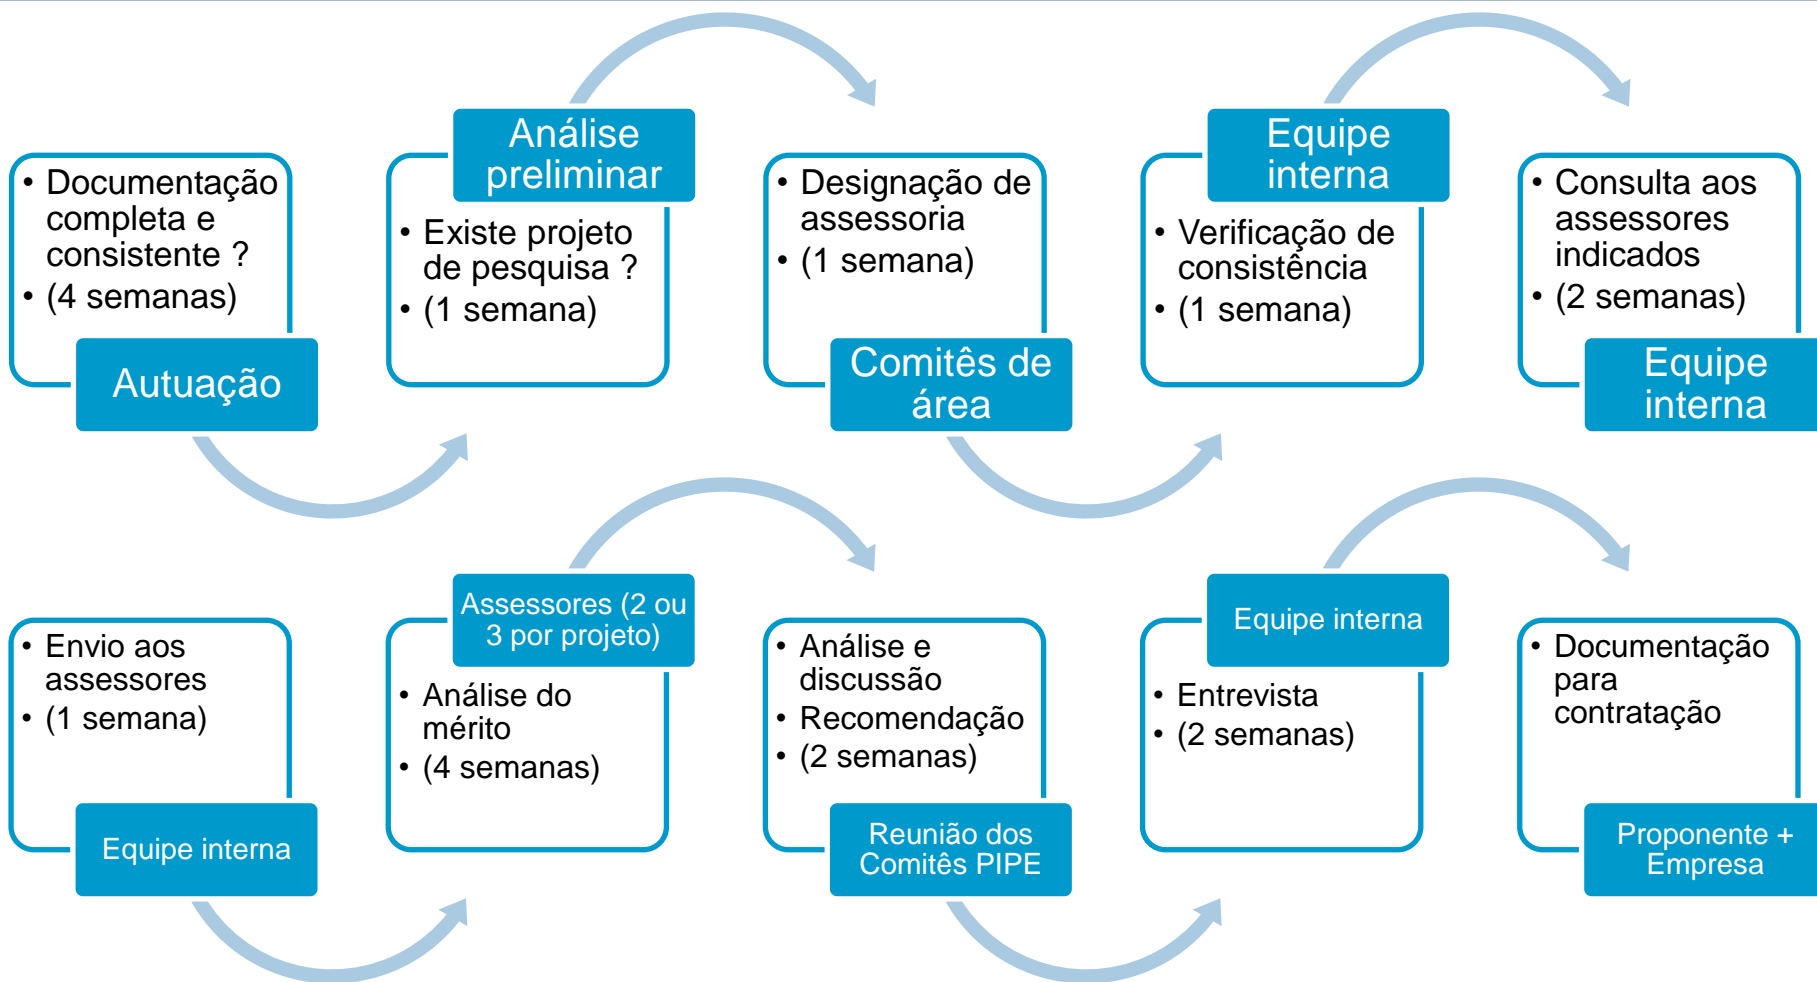 • Documentação
completa e
consistente ?
• (4 semanas)
Autuação
Análise
preliminar
• Existe projeto
de pesquisa ?
• (1 semana)
• Designação de
assessoria
• (1 semana)
Comitês de
área
Equipe
interna
• Verificação de
consistência
• (1 semana)
• Consulta aos
assessores
indicados
• (2 semanas)
Equipe
interna
• Envio aos
assessores
• (1 semana)
Equipe interna
Assessores (2 ou
3 por projeto)
• Análise do
mérito
• (4 semanas)
• Análise e
discussão
• Recomendação
• (2 semanas)
Reunião dos
Comitês PIPE
Equipe interna
• Entrevista
• (2 semanas)
• Documentação
para
contratação
Proponente +
Empresa